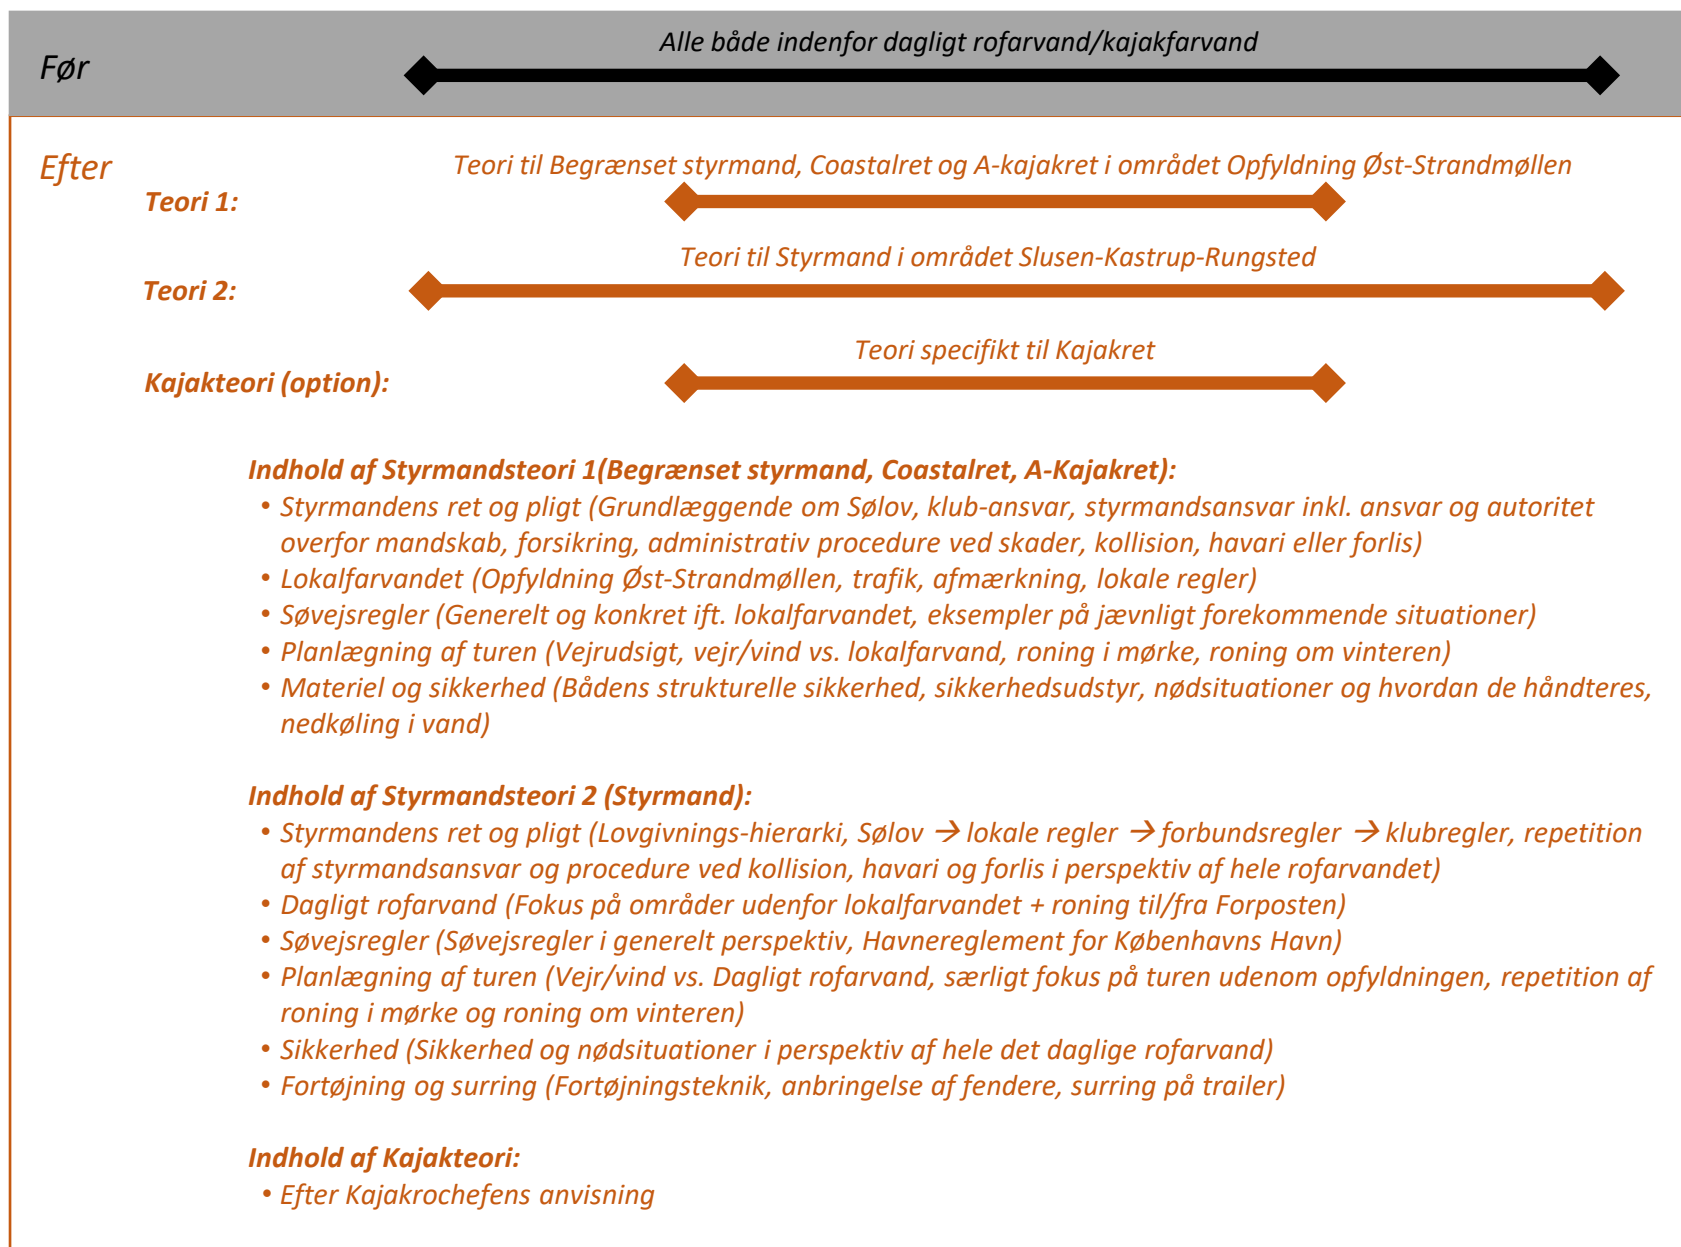 Alle både indenfor dagligt rofarvand/kajakfarvand
Før
Efter
Teori til Begrænset styrmand, Coastalret og A-kajakret i området Opfyldning Øst-Strandmøllen
Teori 1:
Teori til Styrmand i området Slusen-Kastrup-Rungsted
Teori 2:
Teori specifikt til Kajakret
Kajakteori (option):
Indhold af Styrmandsteori 1(Begrænset styrmand, Coastalret, A-Kajakret):
• Styrmandens ret og pligt (Grundlæggende om Sølov, klub-ansvar, styrmandsansvar inkl. ansvar og autoritet
overfor mandskab, forsikring, administrativ procedure ved skader, kollision, havari eller forlis)
• Lokalfarvandet (Opfyldning Øst-Strandmøllen, trafik, afmærkning, lokale regler)
• Søvejsregler (Generelt og konkret ift. lokalfarvandet, eksempler på jævnligt forekommende situationer)
• Planlægning af turen (Vejrudsigt, vejr/vind vs. lokalfarvand, roning i mørke, roning om vinteren)
• Materiel og sikkerhed (Bådens strukturelle sikkerhed, sikkerhedsudstyr, nødsituationer og hvordan de håndteres,
nedkøling i vand)
Indhold af Styrmandsteori 2 (Styrmand):
• Styrmandens ret og pligt (Lovgivnings-hierarki, Sølov → lokale regler → forbundsregler → klubregler, repetition
af styrmandsansvar og procedure ved kollision, havari og forlis i perspektiv af hele rofarvandet)
• Dagligt rofarvand (Fokus på områder udenfor lokalfarvandet + roning til/fra Forposten)
• Søvejsregler (Søvejsregler i generelt perspektiv, Havnereglement for Københavns Havn)
• Planlægning af turen (Vejr/vind vs. Dagligt rofarvand, særligt fokus på turen udenom opfyldningen, repetition af
roning i mørke og roning om vinteren)
• Sikkerhed (Sikkerhed og nødsituationer i perspektiv af hele det daglige rofarvand)
• Fortøjning og surring (Fortøjningsteknik, anbringelse af fendere, surring på trailer)
Indhold af Kajakteori:
• Efter Kajakrochefens anvisning